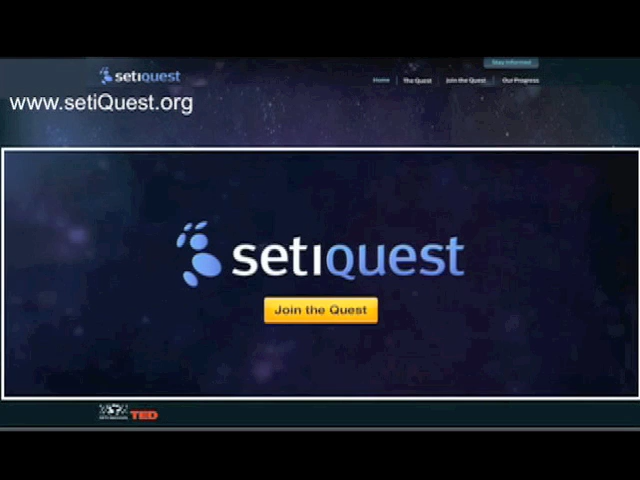 Stay Informed
setiquest
Home The Quest Join the Quest Our Progress
www.setiQuest.org
setiquest
Join the Quest
TED